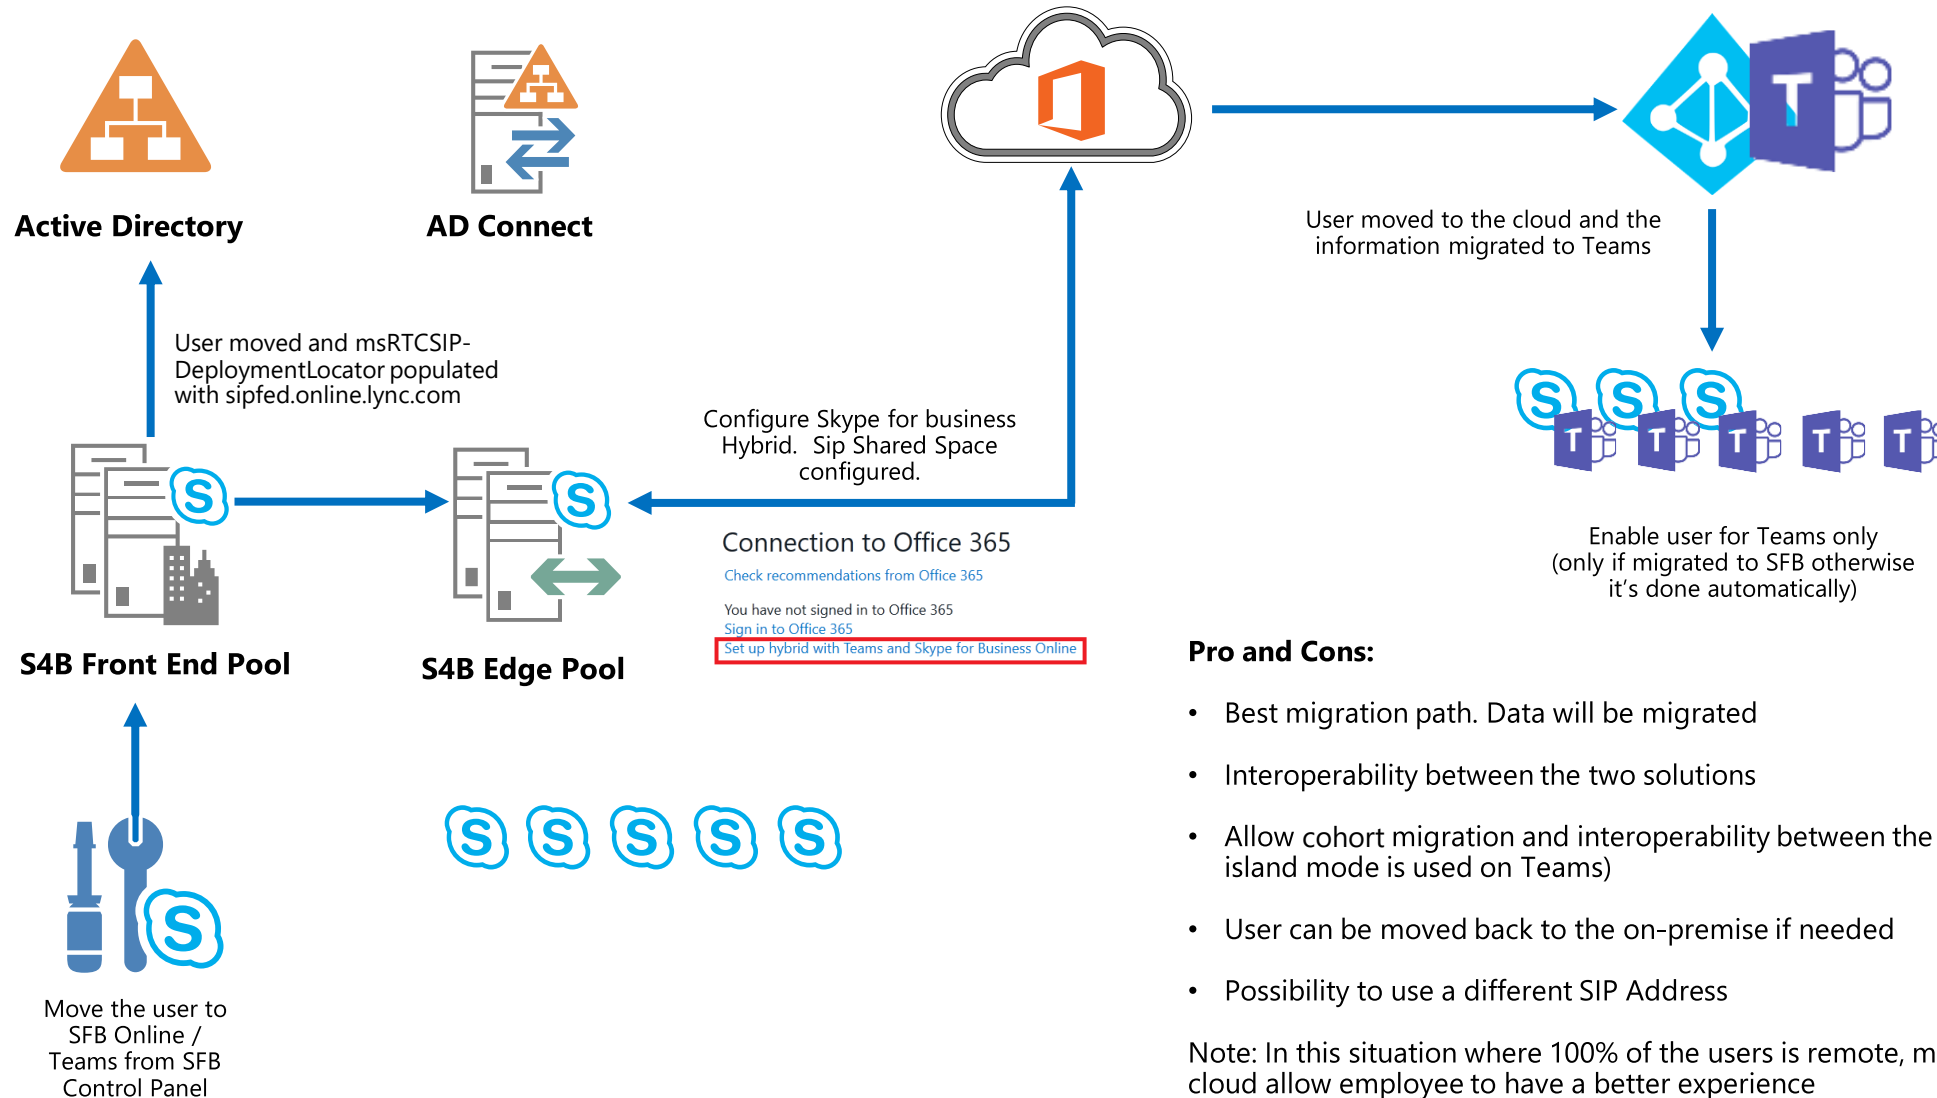 Active Directory
AD Connect
User moved to the cloud and the
information migrated to Teams
User moved and msRTCSIP-
DeploymentLocator populated
with sipfed.online.lync.com
Configure Skype for business
Hybrid.  Sip Shared Space
configured.
Connection to Office 365
Check recommendations from Office 365
You have not signed in to Office 365
Sign in to Office 365
Set up hybrid with Teams and Skype for Business Online
Enable user for Teams only
(only if migrated to SFB otherwise
it's done automatically)
S4B Front End Pool
S4B Edge Pool
Move the user to
SFB Online /
Teams from SFB
Control Panel
Pro and Cons:
• Best migration path. Data will be migrated
• Interoperability between the two solutions
• Allow cohort migration and interoperability between the
island mode is used on Teams)
• User can be moved back to the on-premise if needed
• Possibility to use a different SIP Address
Note: In this situation where 100% of the users is remote,
cloud allow employee to have a better experience